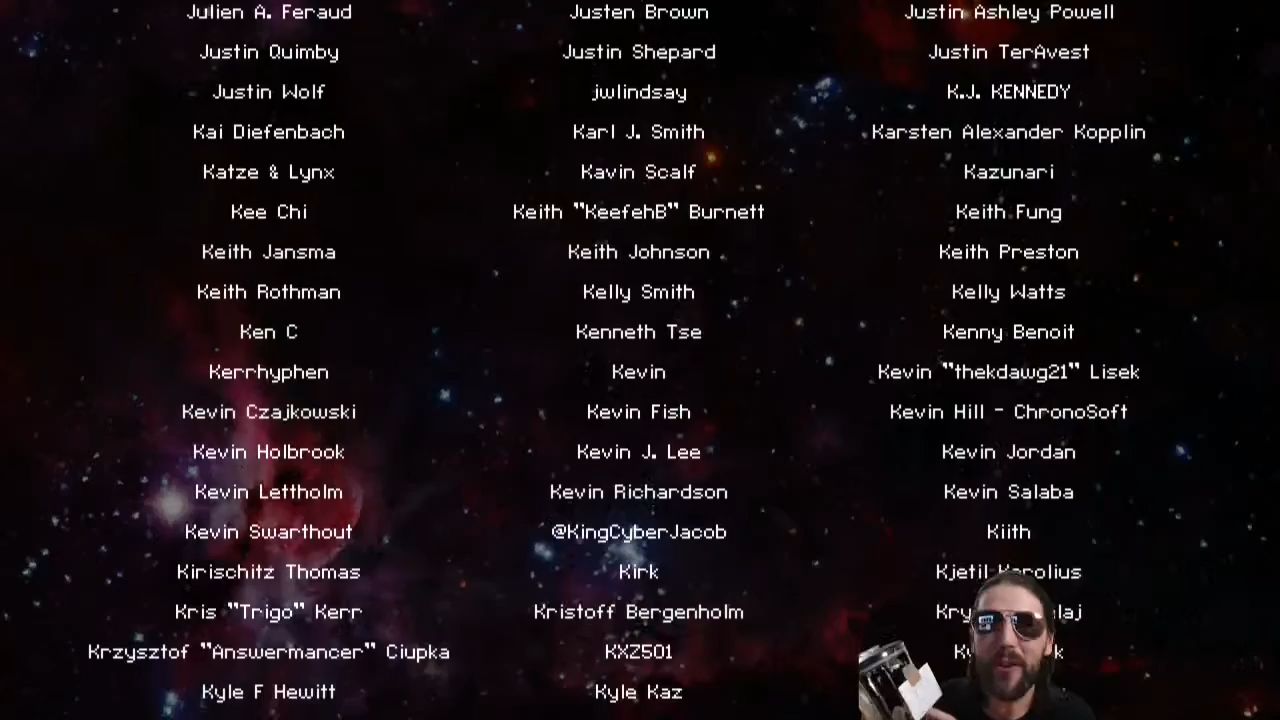 Julien A. Feraud Justen Brown Justin Ashley Powell
Justin Quimby Justin Shepard Justin TerAvest
Justin Wolf jwlindsay K.J. KENNEDY
Kai Diefenbach Karl J. Smith Karsten Alexander Kopplin
Katze & Lynx Kavin Scalf Kazunari
Kee Chi Keith "KeefehB" Burnett Keith Fung
Keith Jansma Keith Johnson Keith Preston
Keith Rothman Kelly Smith Kelly Watts
Ken C Kenneth Tse Kenny Benoit
Kerrhyphen Kevin Kevin "thekdawg21" Lisek
Kevin Czajkowski Kevin Fish Kevin Hill - ChronoSoft
Kevin Holbrook Kevin J. Lee Kevin Jordan
Kevin Lettholm Kevin Richardson Kevin Salaba
Kevin Swarthout @KingCyberJacob Kiith
Kirischitz Thomas Kirk Kjetil
Kris "Trigo" Kerr Kristoff Bergenholm
Krzysztof "Answermancer" Ciupka KXZ501
Kyle F Hewitt Kyle Kaz